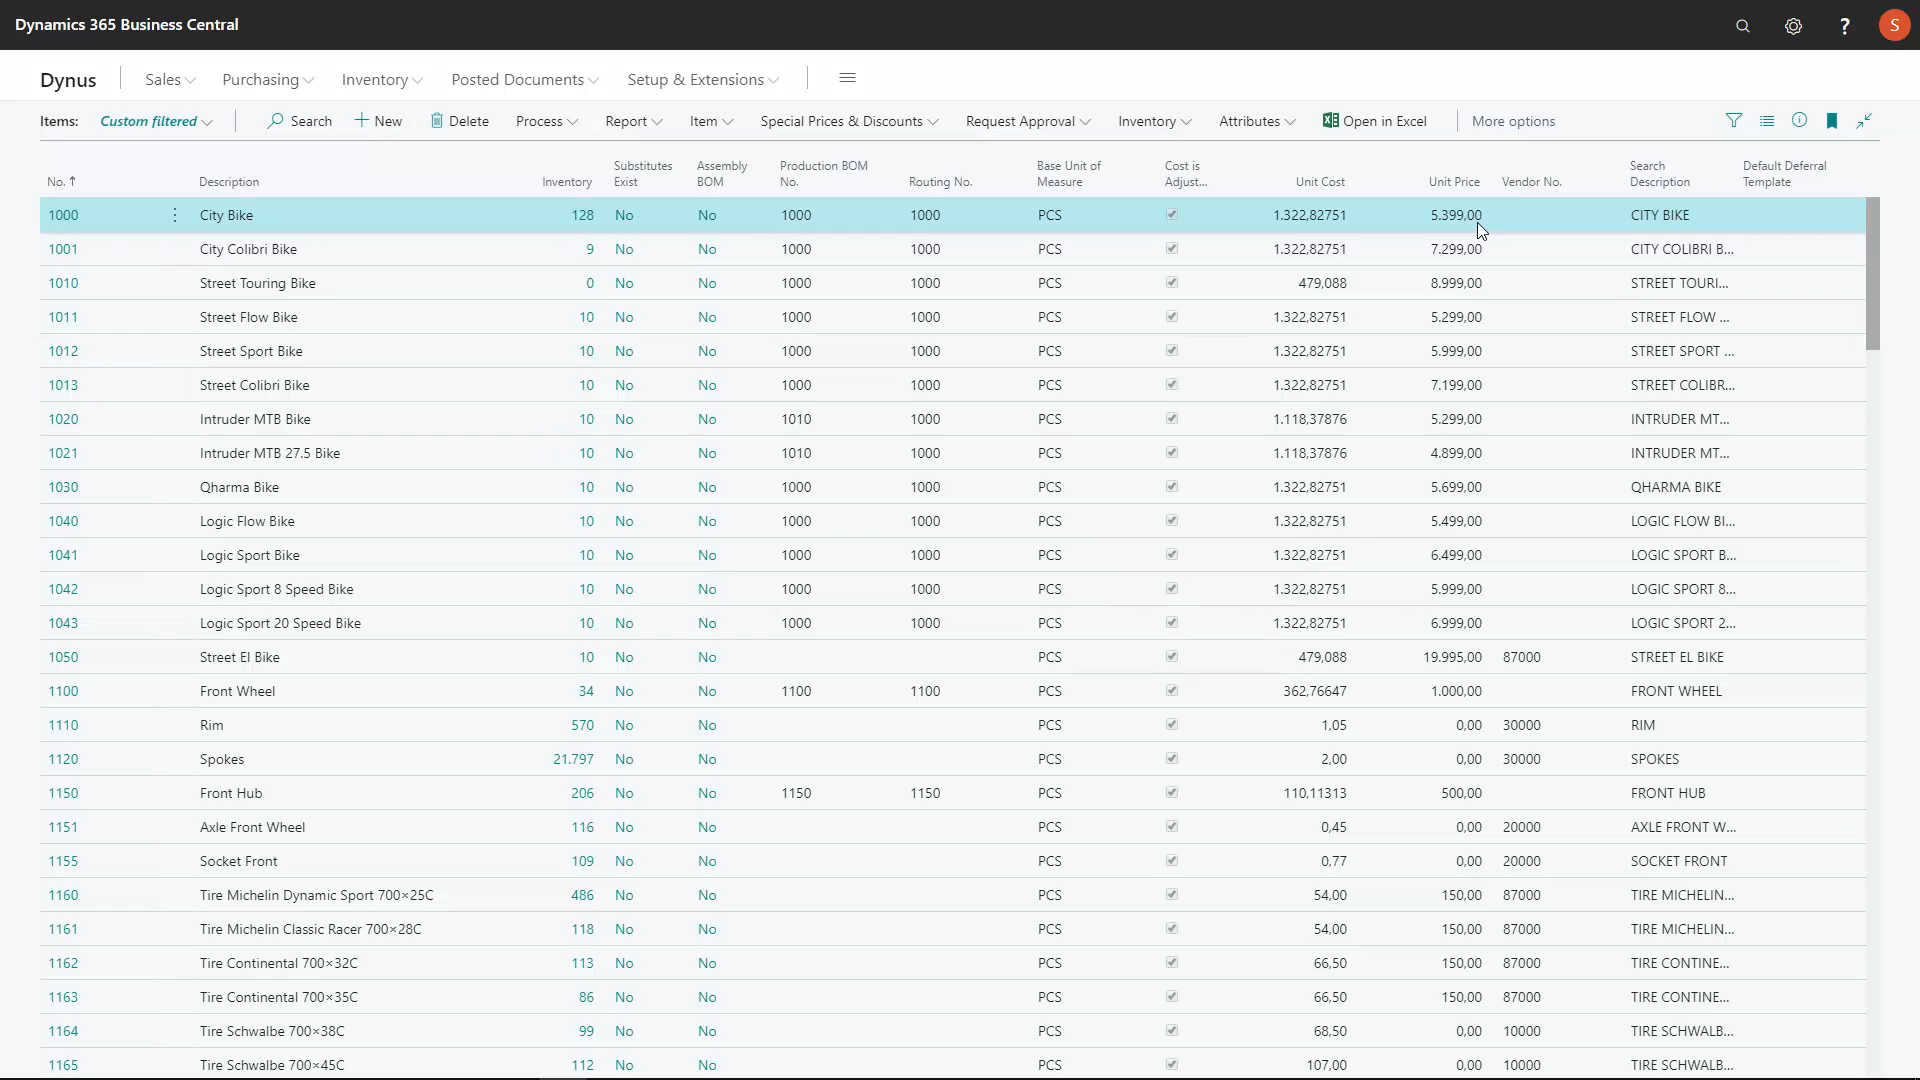 Dynamics 365 Business Central ? S
Dynus Sales Purchasing Inventory Posted Documents Setup & Extensions
Items: Custom filtered Search New Delete Process Report Item Special Prices & Discounts Request Approval Inventory Attributes Open in Excel More options
No. ↑ Description Inventory Substitutes Exist Assembly BOM Production BOM No. Routing No. Base Unit of Measure Cost is Adjust... Unit Cost Unit Price Vendor No. Search Description Default Deferral Template
1000 City Bike 128 No No 1000 1000 PCS 1.322,82751 5.399,00 CITY BIKE
1001 City Colibri Bike 9 No No 1000 1000 PCS 1.322,82751 7.299,00 CITY COLIBRI B...
1010 Street Touring Bike 0 No No 1000 1000 PCS 479,088 8.999,00 STREET TOURI...
1011 Street Flow Bike 10 No No 1000 1000 PCS 1.322,82751 5.299,00 STREET FLOW ...
1012 Street Sport Bike 10 No No 1000 1000 PCS 1.322,82751 5.999,00 STREET SPORT ...
1013 Street Colibri Bike 10 No No 1000 1000 PCS 1.322,82751 7.199,00 STREET COLIBR...
1020 Intruder MTB Bike 10 No No 1010 1000 PCS 1.118,37876 5.299,00 INTRUDER MT...
1021 Intruder MTB 27.5 Bike 10 No No 1010 1000 PCS 1.118,37876 4.899,00 INTRUDER MT...
1030 Qharma Bike 10 No No 1000 1000 PCS 1.322,82751 5.699,00 QHARMA BIKE
1040 Logic Flow Bike 10 No No 1000 1000 PCS 1.322,82751 5.499,00 LOGIC FLOW BI...
1041 Logic Sport Bike 10 No No 1000 1000 PCS 1.322,82751 6.499,00 LOGIC SPORT B...
1042 Logic Sport 8 Speed Bike 10 No No 1000 1000 PCS 1.322,82751 5.999,00 LOGIC SPORT 8...
1043 Logic Sport 20 Speed Bike 10 No No 1000 1000 PCS 1.322,82751 6.999,00 LOGIC SPORT 2...
1050 Street El Bike 10 No No PCS 479,088 19.995,00 87000 STREET EL BIKE
1100 Front Wheel 34 No No 1100 1100 PCS 362,76647 1.000,00 FRONT WHEEL
1110 Rim 570 No No PCS 1,05 0,00 30000 RIM
1120 Spokes 21.797 No No PCS 2,00 0,00 30000 SPOKES
1150 Front Hub 206 No No 1150 1150 PCS 110,11313 500,00 FRONT HUB
1151 Axle Front Wheel 116 No No PCS 0,45 0,00 20000 AXLE FRONT W...
1155 Socket Front 109 No No PCS 0,77 0,00 20000 SOCKET FRONT
1160 Tire Michelin Dynamic Sport 700×25C 486 No No PCS 54,00 150,00 87000 TIRE MICHELIN...
1161 Tire Michelin Classic Racer 700×28C 118 No No PCS 54,00 150,00 87000 TIRE MICHELIN...
1162 Tire Continental 700×32C 113 No No PCS 66,50 150,00 87000 TIRE CONTINE...
1163 Tire Continental 700×35C 86 No No PCS 66,50 150,00 87000 TIRE CONTINE...
1164 Tire Schwalbe 700×38C 99 No No PCS 68,50 0,00 10000 TIRE SCHWALB...
1165 Tire Schwalbe 700×45C 112 No No PCS 107,00 0,00 10000 TIRE SCHWALB...